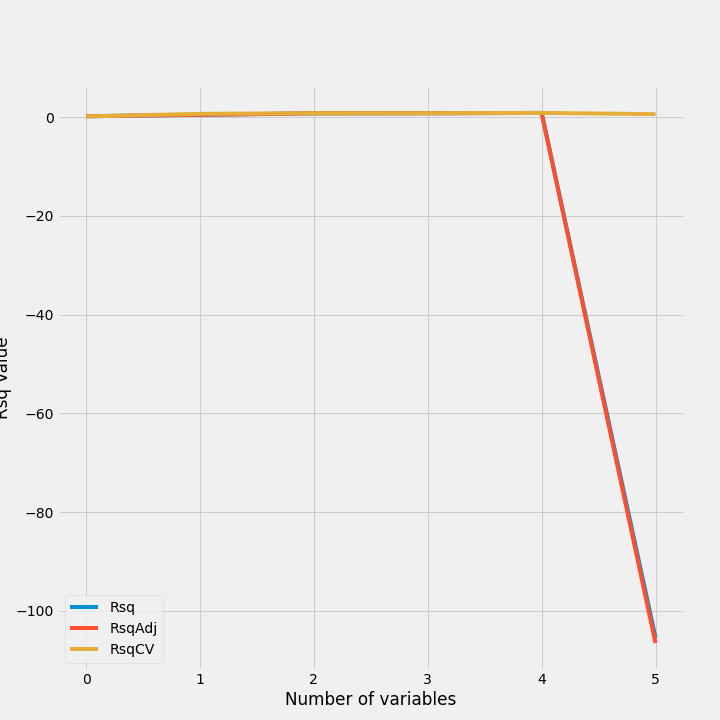 0
−20
−40
−60
−80
−100
Rsq value
Rsq
RsqAdj
RsqCV
0 1 2 3 4 5
Number of variables